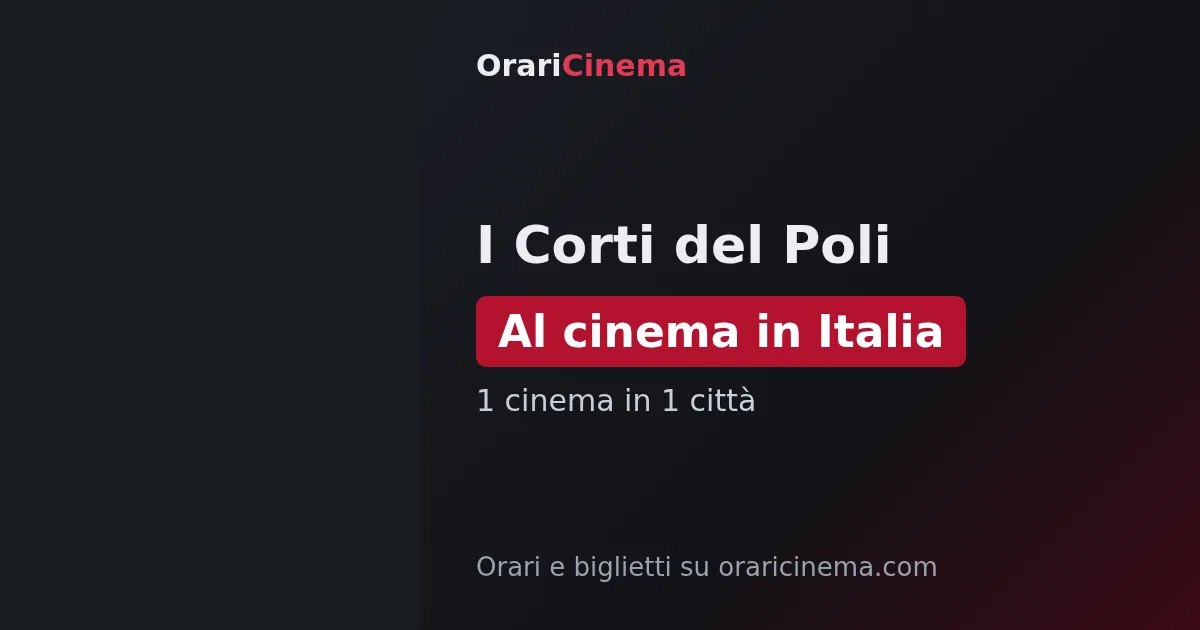 OrariCinema
I Corti del Poli
Al cinema in Italia
1 cinema in 1 città
Orari e biglietti su oraricinema.com